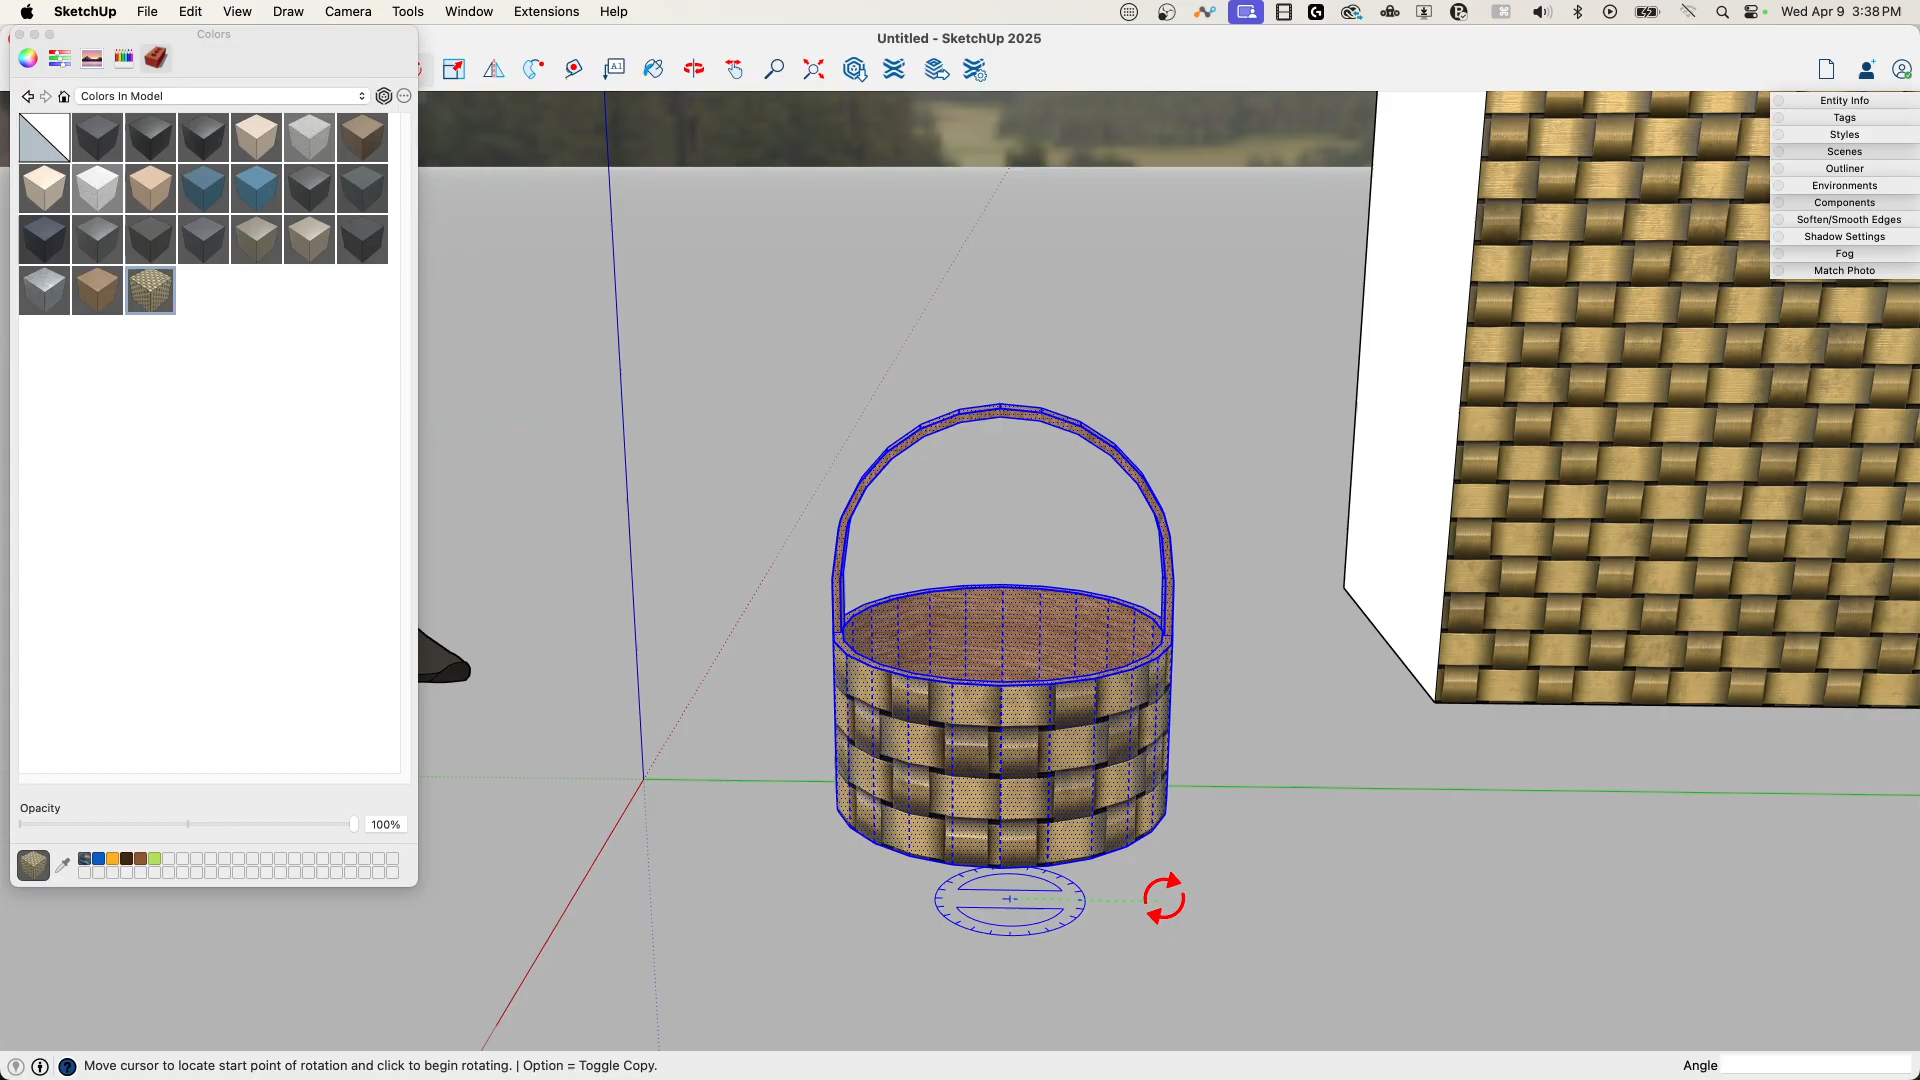 SketchUp File Edit View Draw Camera Tools Window Extensions Help
Wed Apr 9 3:38 PM
Colors
Untitled - SketchUp 2025
A1
Colors In Model
Entity Info
Tags
Styles
Scenes
Outliner
Environments
Components
Soften/Smooth Edges
Shadow Settings
Fog
Match Photo
Opacity
100%
Move cursor to locate start point of rotation and click to begin rotating. | Option = Toggle Copy.
Angle